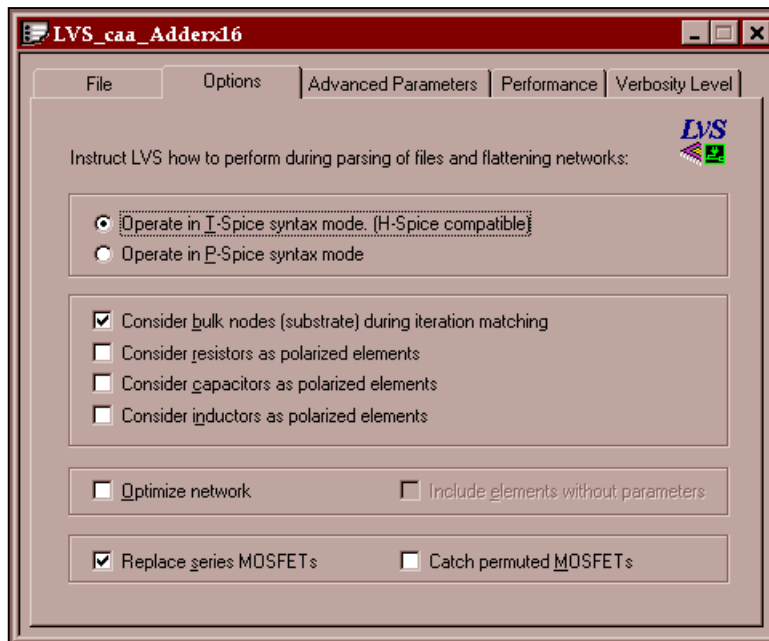 LVS_caa_Adderx16
File Options Advanced Parameters Performance Verbosity Level
LVS
Instruct LVS how to perform during parsing of files and flattening networks:
Operate in T-Spice syntax mode. (H-Spice compatible)
Operate in P-Spice syntax mode
Consider bulk nodes (substrate) during iteration matching
Consider resistors as polarized elements
Consider capacitors as polarized elements
Consider inductors as polarized elements
Optimize network Include elements without parameters
Replace series MOSFETs Catch permuted MOSFETs